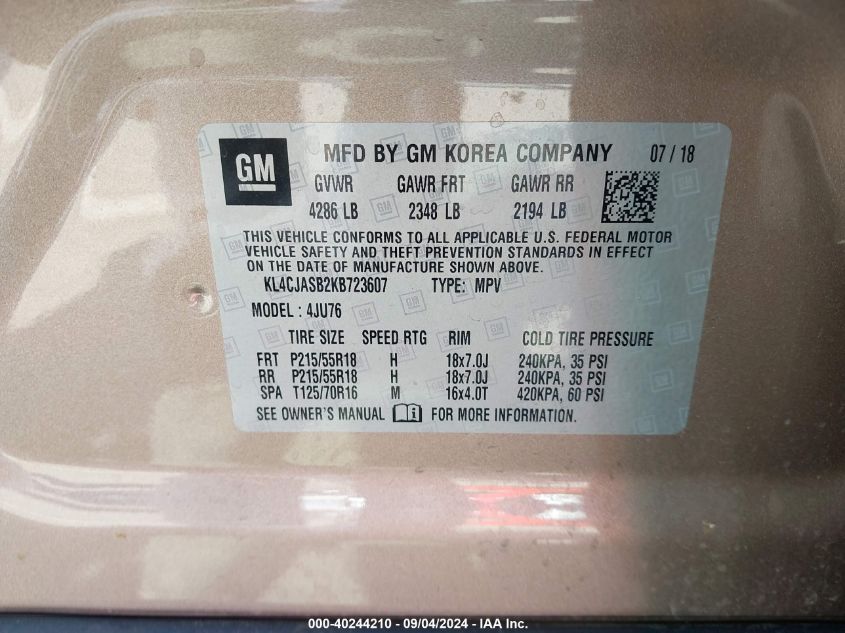 GM MFD BY GM KOREA COMPANY 07 / 18
GVWR GAWR FRT GAWR RR
4286 LB 2348 LB 2194 LB
THIS VEHICLE CONFORMS TO ALL APPLICABLE U.S. FEDERAL MOTOR
VEHICLE SAFETY AND THEFT PREVENTION STANDARDS IN EFFECT
ON THE DATE OF MANUFACTURE SHOWN ABOVE.
KL4CJASB2KB723607 TYPE: MPV
MODEL : 4JU76
TIRE SIZE SPEED RTG RIM COLD TIRE PRESSURE
FRT P215/55R18 H 18x7.0J 240KPA, 35 PSI
RR P215/55R18 H 18x7.0J 240KPA, 35 PSI
SPA T125/70R16 M 16x4.0T 420KPA, 60 PSI
SEE OWNER'S MANUAL FOR MORE INFORMATION.
000-40244210 - 09/04/2024 - IAA Inc.